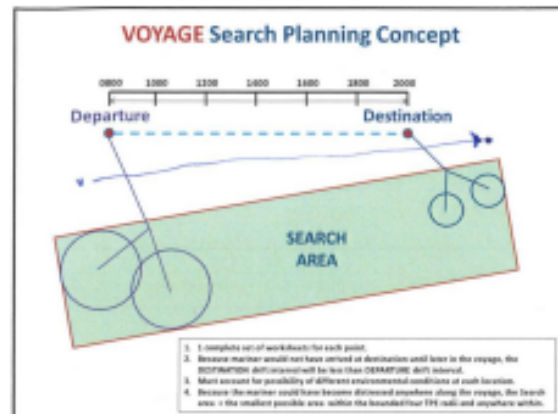 VOYAGE Search Planning Concept
0800 1000 1200 1400 1600 1800 2000
Departure
Destination
SEARCH
AREA
1. 1 complete set of worksheets for each point.
2. Because mariner would not have arrived at destination until later in the voyage, the
DESTINATION drift interval will be less than DEPARTURE drift interval.
3. Must account for possibility of different environmental conditions at each location.
4. Because the mariner could have become distressed anywhere along the voyage, the Search
area = the smallest possible area within the bounded four TPE radii and anywhere within.